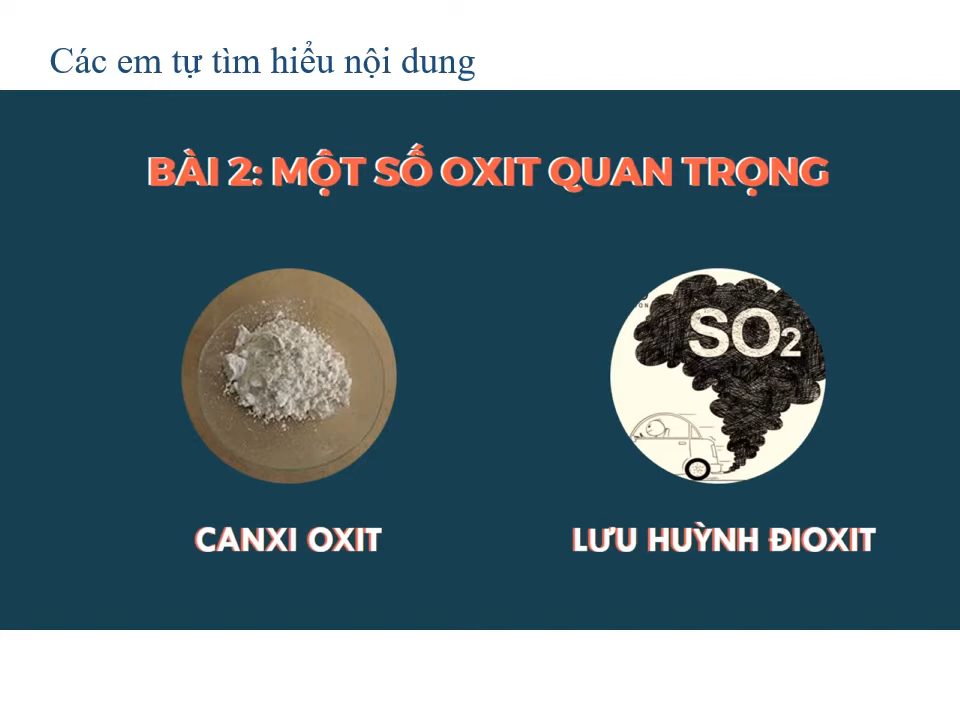 Các em tự tìm hiểu nội dung
BÀI 2: MỘT SỐ OXIT QUAN TRỌNG
SO2
CANXI OXIT
LƯU HUỲNH ĐIOXIT